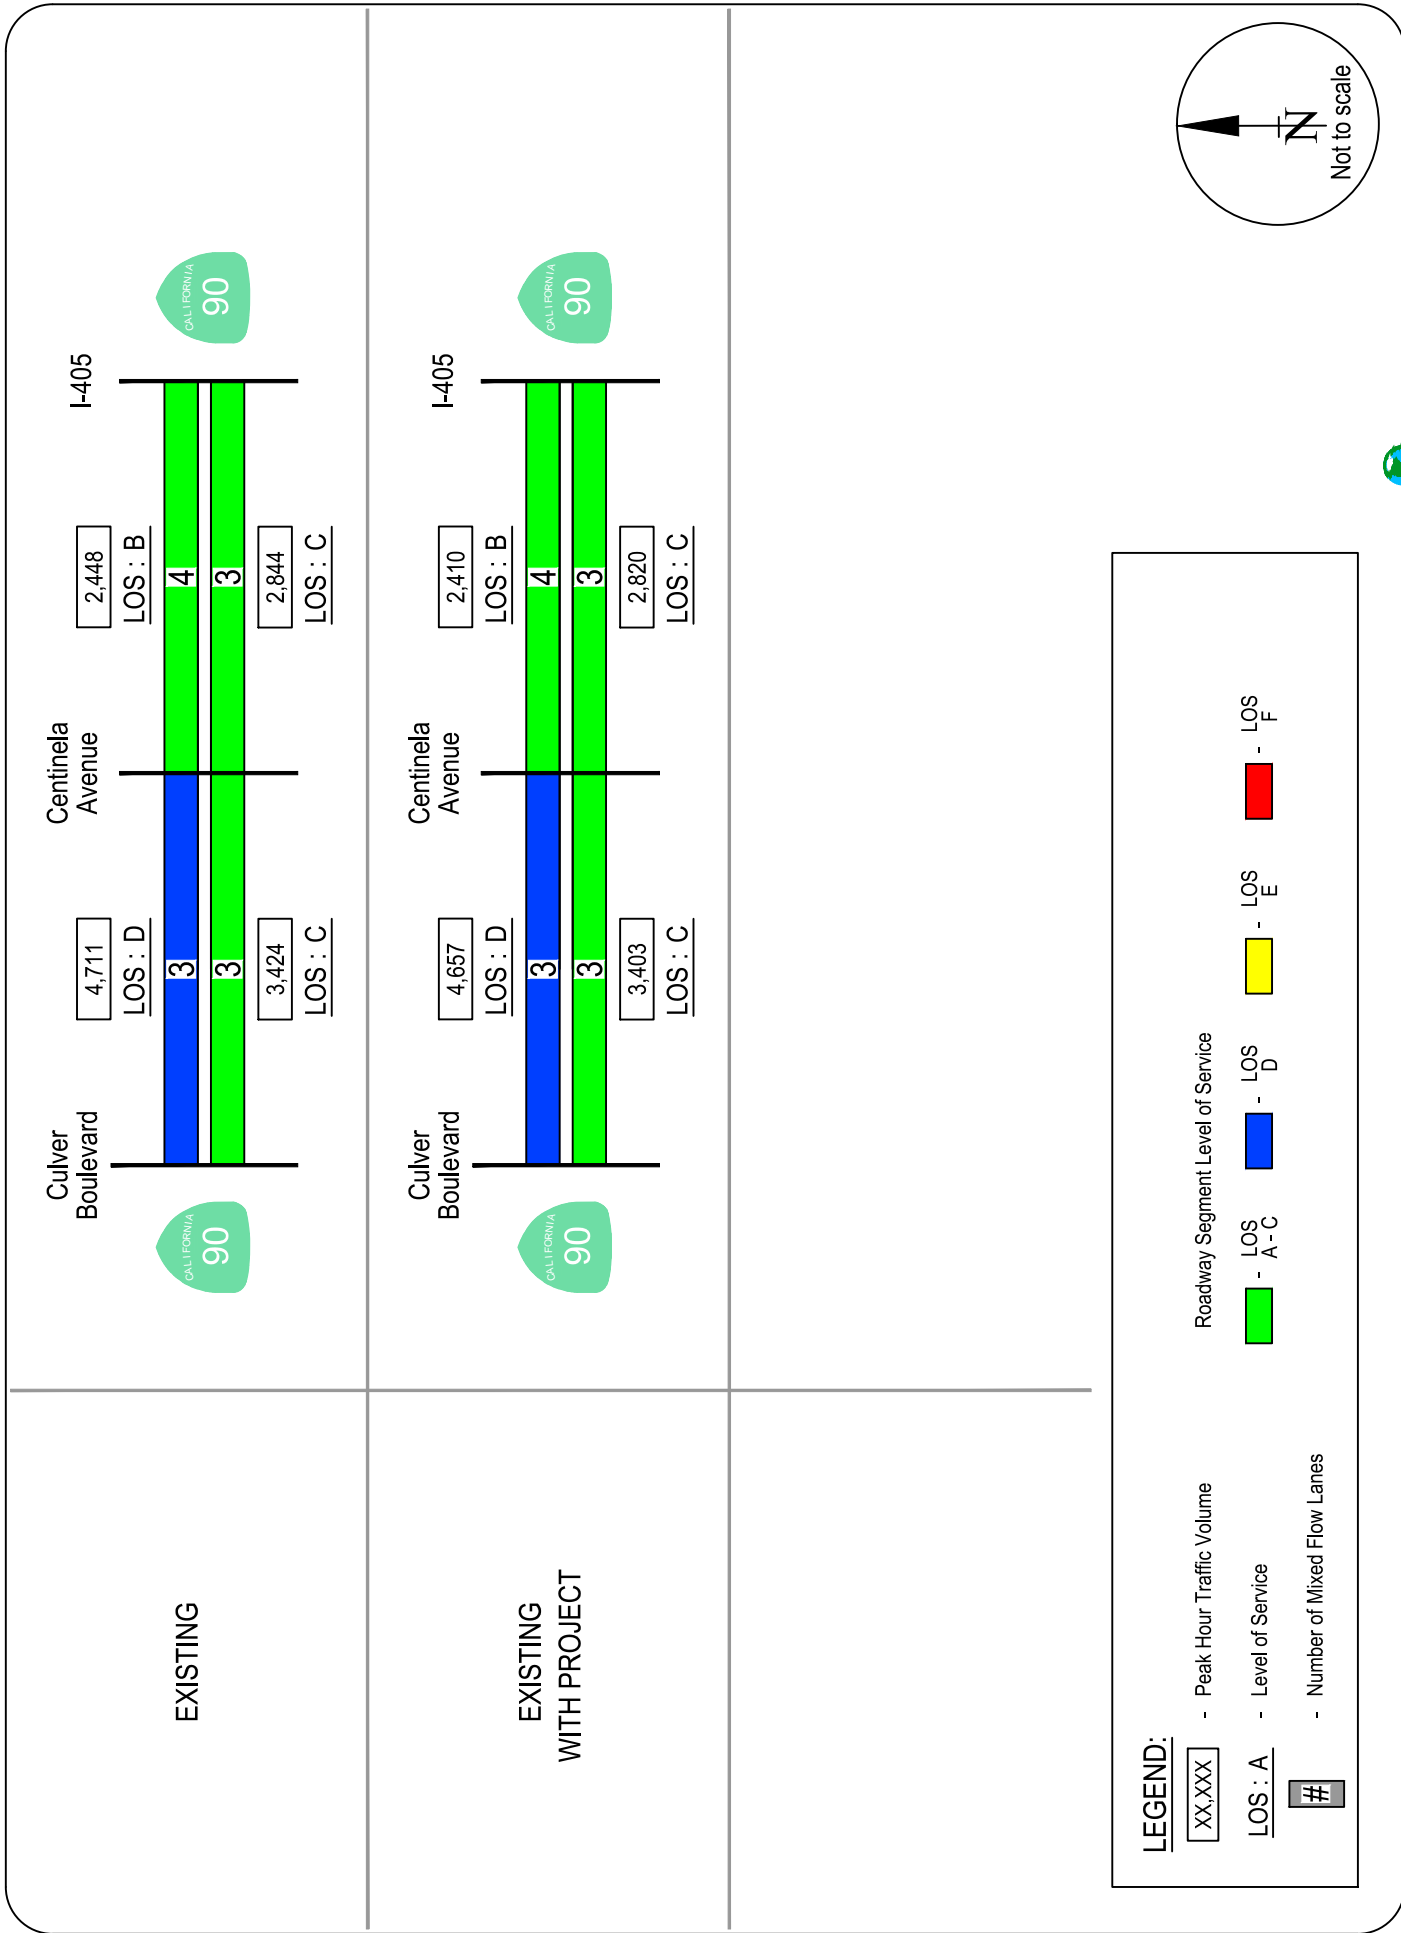 EXISTING
Culver
Boulevard
Centinela
Avenue
I-405
4,711
LOS : D
2,448
LOS : B
CALIFORNIA
90
3
4
CALIFORNIA
90
3
3
3,424
LOS : C
2,844
LOS : C
EXISTING
WITH PROJECT
Culver
Boulevard
Centinela
Avenue
I-405
4,657
LOS : D
2,410
LOS : B
CALIFORNIA
90
3
4
CALIFORNIA
90
3
3
3,403
LOS : C
2,820
LOS : C
LEGEND:
XX,XXX - Peak Hour Traffic Volume
LOS : A - Level of Service
# - Number of Mixed Flow Lanes
Roadway Segment Level of Service
- LOS A - C
- LOS D
- LOS E
- LOS F
N
Not to scale